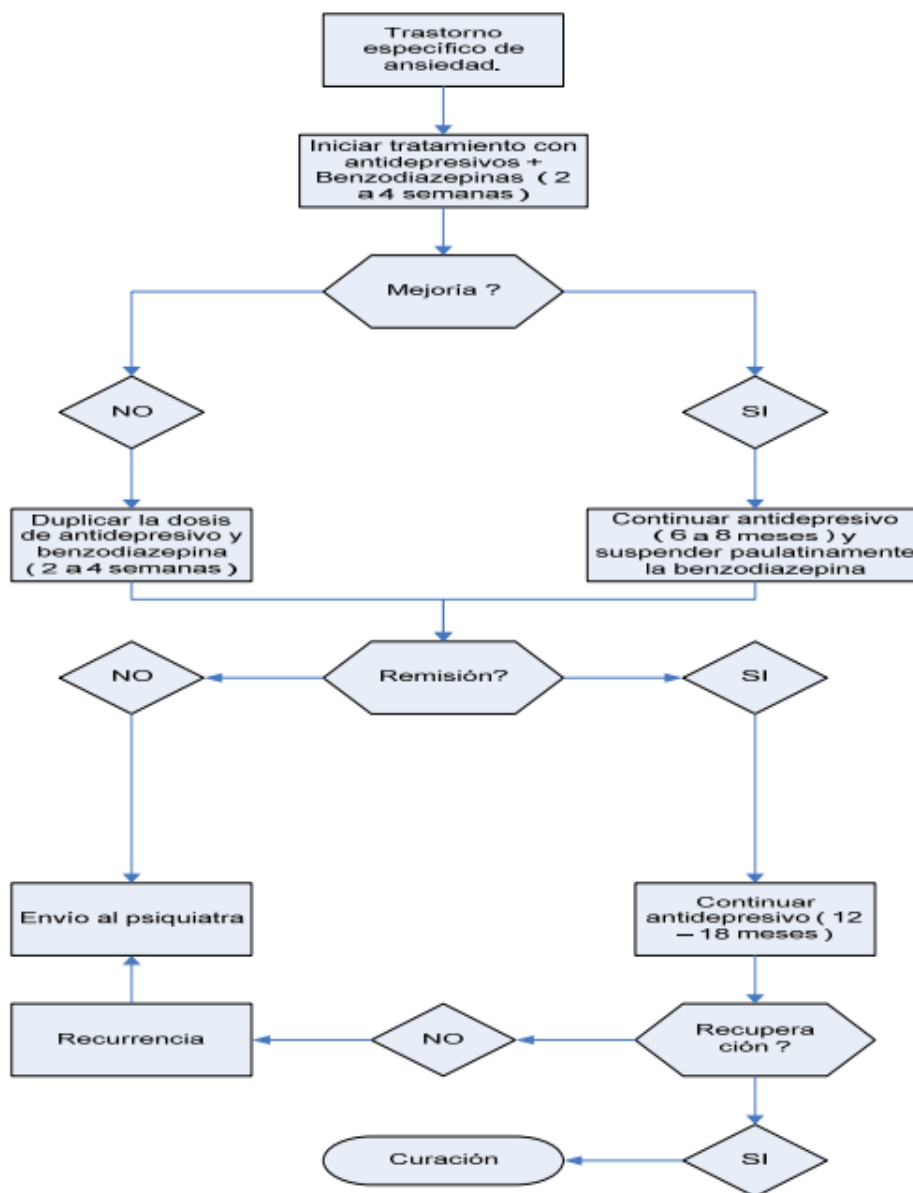 Trastorno
específico de
ansiedad.
Iniciar tratamiento con
antidepresivos +
Benzodiazepinas ( 2
a 4 semanas )
Mejoría ?
NO
SI
Duplicar la dosis
de antidepresivo y
benzodiazepina
( 2 a 4 semanas )
Continuar antidepresivo
( 6 a 8 meses ) y
suspender paulatinamente
la benzodiazepina
NO
Remisión?
SI
Envío al psiquiatra
Continuar
antidepresivo ( 12
– 18 meses )
Recurrencia
NO
Recupera
ción ?
Curación
SI